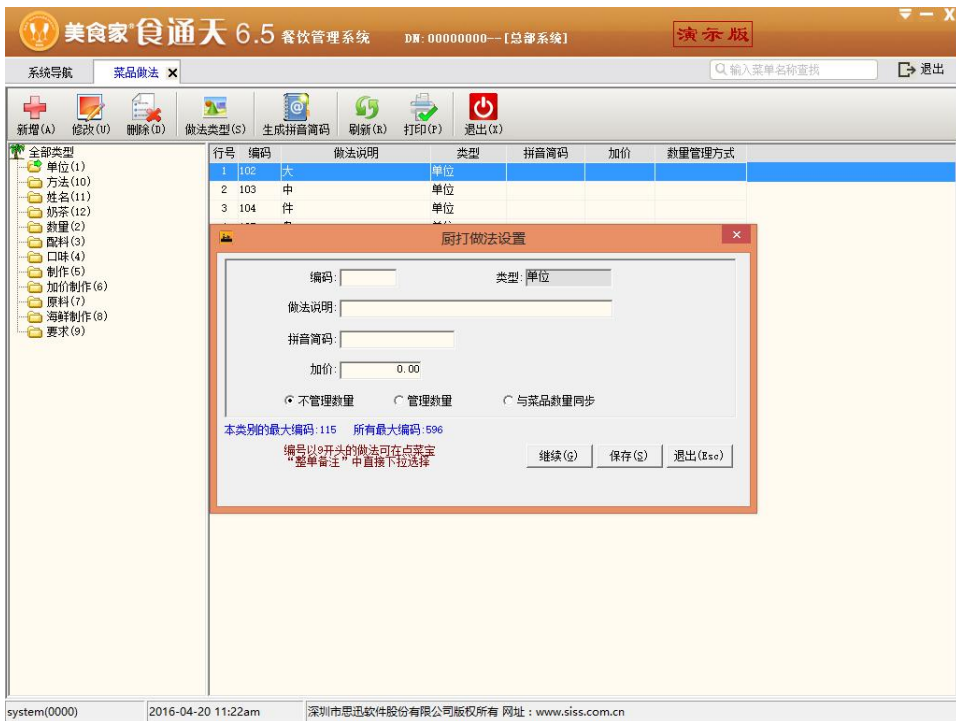 美食家®食通天 6.5 餐饮管理系统 DN:00000000--[总部系统] 演示版
系统导航 菜品做法 输入菜单名称查找 退出
新增(A) 修改(U) 删除(D) 做法类型(S) 生成拼音简码 刷新(R) 打印(P) 退出(X)
全部类型
单位(1)
方法(10)
姓名(11)
奶茶(12)
数量(2)
配料(3)
口味(4)
制作(5)
加价制作(6)
原料(7)
海鲜制作(8)
要求(9)
行号 编码 做法说明 类型 拼音简码 加价 数量管理方式
1 102 大 单位
2 103 中 单位
3 104 件 单位
厨打做法设置
编码: 类型: 单位
做法说明:
拼音简码:
加价: 0.00
不管理数量 管理数量 与菜品数量同步
本类别的最大编码:115 所有最大编码:596
编号以9开头的做法可在点菜宝
“整单备注”中直接下拉选择
继续(G) 保存(S) 退出(Esc)
system(0000) 2016-04-20 11:22am 深圳市思迅软件股份有限公司版权所有 网址：www.siss.com.cn